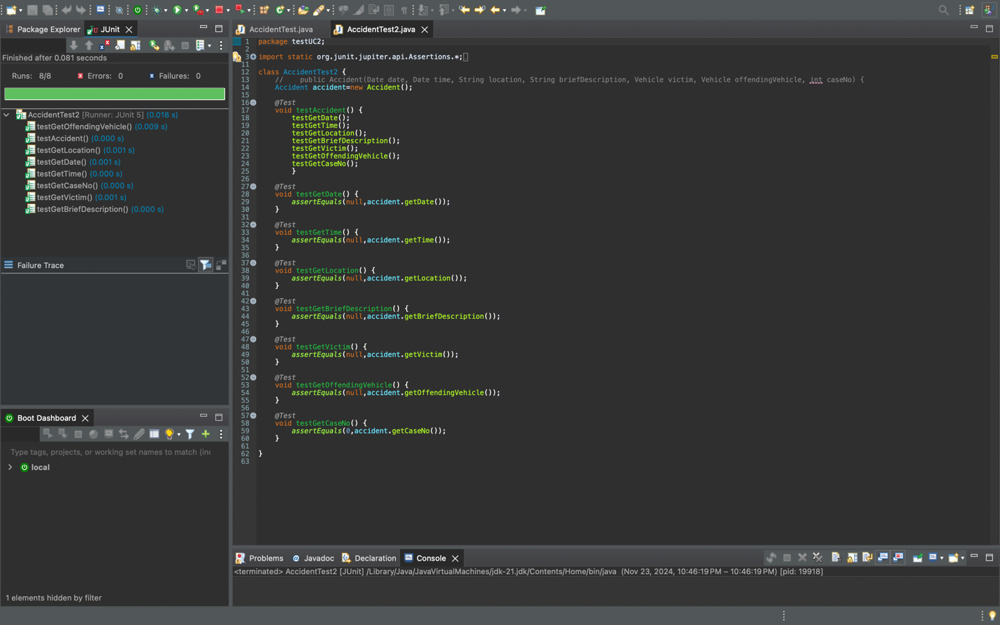 Package Explorer
JUnit
Finished after 0.081 seconds
Runs: 8/8
Errors: 0
Failures: 0
AccidentTest2 [Runner: JUnit 5] (0.018 s)
testGetOffendingVehicle() (0.009 s)
testAccident() (0.000 s)
testGetLocation() (0.001 s)
testGetDate() (0.001 s)
testGetTime() (0.000 s)
testGetCaseNo() (0.000 s)
testGetVictim() (0.001 s)
testGetBriefDescription() (0.000 s)
Failure Trace
Boot Dashboard
Type tags, projects, or working set names to match (inc
local
1 elements hidden by filter
AccidentTest.java
AccidentTest2.java
1 package testUC2;
2
3 import static org.junit.jupiter.api.Assertions.*;
11
12 class AccidentTest2 {
13 // public Accident(Date date, Date time, String location, String briefDescription, Vehicle victim, Vehicle offendingVehicle, int caseNo) {
14 Accident accident=new Accident();
15
16 @Test
17 void testAccident() {
18 testGetDate();
19 testGetTime();
20 testGetLocation();
21 testGetBriefDescription();
22 testGetVictim();
23 testGetOffendingVehicle();
24 testGetCaseNo();
25 }
26
27 @Test
28 void testGetDate() {
29 assertEquals(null,accident.getDate());
30 }
31
32 @Test
33 void testGetTime() {
34 assertEquals(null,accident.getTime());
35 }
36
37 @Test
38 void testGetLocation() {
39 assertEquals(null,accident.getLocation());
40 }
41
42 @Test
43 void testGetBriefDescription() {
44 assertEquals(null,accident.getBriefDescription());
45 }
46
47 @Test
48 void testGetVictim() {
49 assertEquals(null,accident.getVictim());
50 }
51
52 @Test
53 void testGetOffendingVehicle() {
54 assertEquals(null,accident.getOffendingVehicle());
55 }
56
57 @Test
58 void testGetCaseNo() {
59 assertEquals(0,accident.getCaseNo());
60 }
61
62 }
63
Problems
Javadoc
Declaration
Console
<terminated> AccidentTest2 [JUnit] /Library/Java/JavaVirtualMachines/jdk-21.jdk/Contents/Home/bin/java (Nov 23, 2024, 10:46:19 PM – 10:46:19 PM) [pid: 19918]